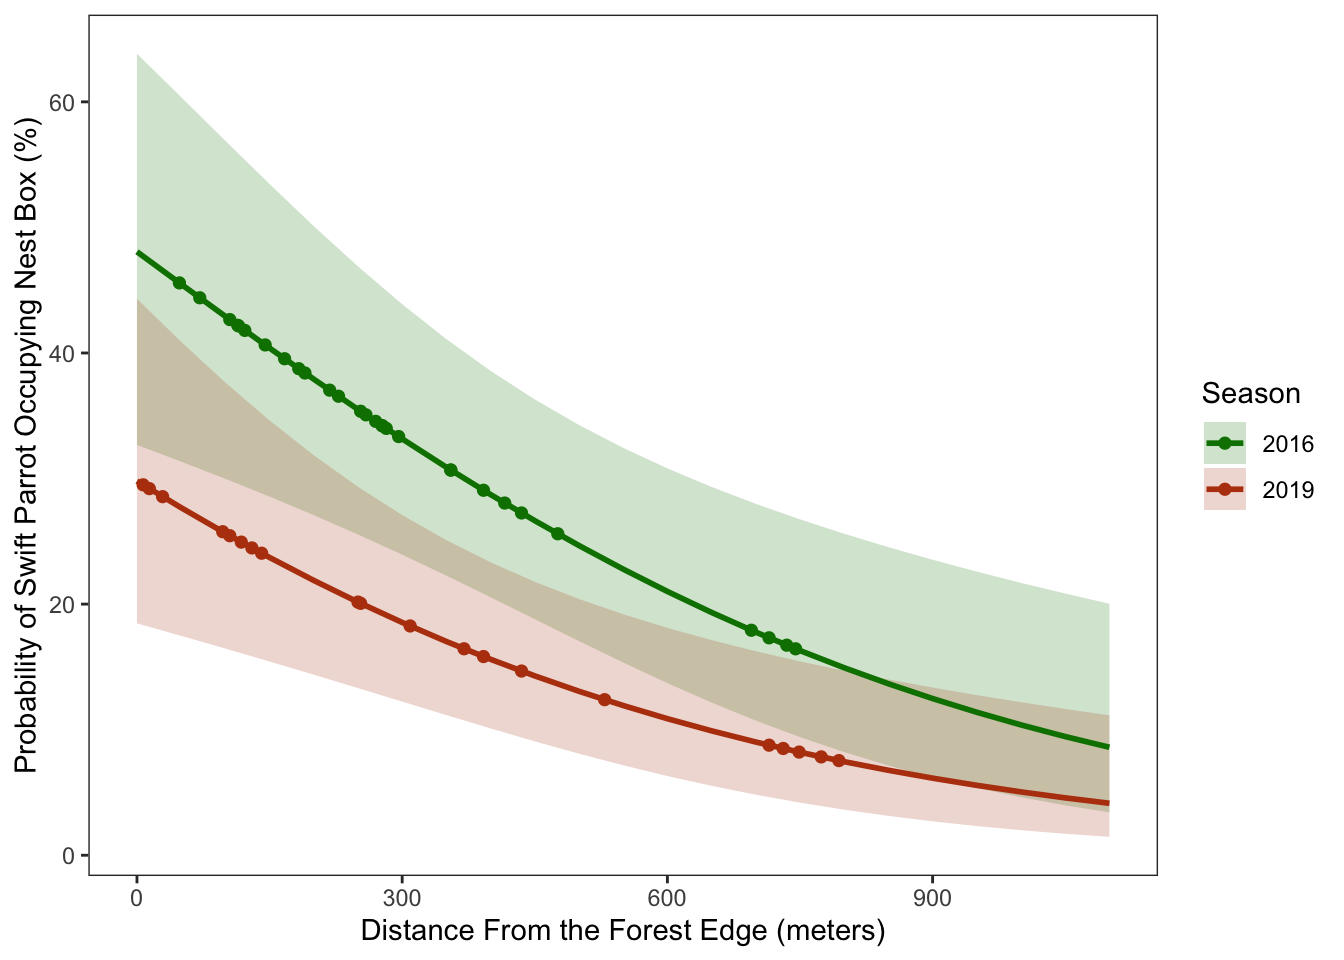 Probability of Swift Parrot Occupying Nest Box (%)
60
40
20
0
0 300 600 900
Distance From the Forest Edge (meters)
Season
2016
2019